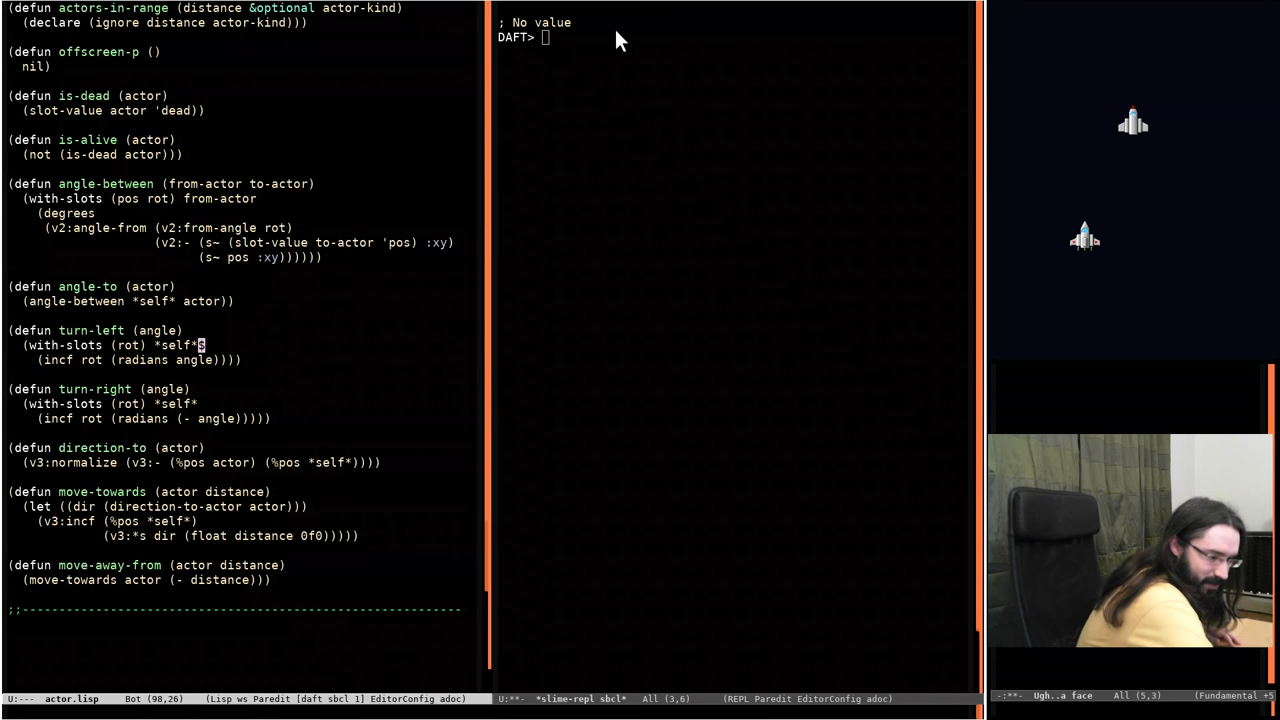 (defun actors-in-range (distance &optional actor-kind)
  (declare (ignore distance actor-kind)))
(defun offscreen-p ()
  nil)
(defun is-dead (actor)
  (slot-value actor 'dead))
(defun is-alive (actor)
  (not (is-dead actor)))
(defun angle-between (from-actor to-actor)
  (with-slots (pos rot) from-actor
    (degrees
     (v2:angle-from (v2:from-angle rot)
                    (v2:- (s~ (slot-value to-actor 'pos) :xy)
                          (s~ pos :xy))))))
(defun angle-to (actor)
  (angle-between *self* actor))
(defun turn-left (angle)
  (with-slots (rot) *self*$
    (incf rot (radians angle))))
(defun turn-right (angle)
  (with-slots (rot) *self*
    (incf rot (radians (- angle)))))
(defun direction-to (actor)
  (v3:normalize (v3:- (%pos actor) (%pos *self*))))
(defun move-towards (actor distance)
  (let ((dir (direction-to-actor actor)))
    (v3:incf (%pos *self*)
             (v3:*s dir (float distance 0f0)))))
(defun move-away-from (actor distance)
  (move-towards actor (- distance)))
;;------------------------------------------------------------
U:---  actor.lisp    Bot (98,26)   (Lisp ws Paredit [daft sbcl 1] EditorConfig adoc)
; No value
DAFT>
U:**-  *slime-repl sbcl*   All (3,6)    (REPL Paredit EditorConfig adoc)
-:**-  Ugh..a face   All (5,3)    (Fundamental +5